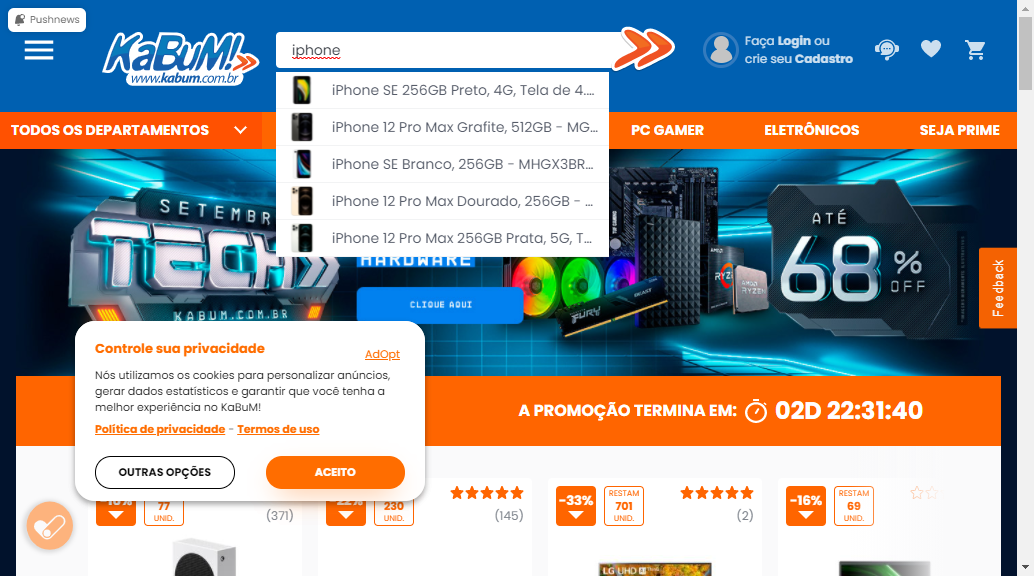 Pushnews
KaBuM!
www.kabum.com.br
iphone
Faça Login ou
crie seu Cadastro
iPhone SE 256GB Preto, 4G, Tela de 4....
iPhone 12 Pro Max Grafite, 512GB - MG...
iPhone SE Branco, 256GB - MHGX3BR...
iPhone 12 Pro Max Dourado, 256GB - ...
iPhone 12 Pro Max 256GB Prata, 5G, T...
TODOS OS DEPARTAMENTOS
PC GAMER
ELETRÔNICOS
SEJA PRIME
SETEMBR
TECH
KABUM.COM.BR
HARDWARE
CLIQUE AQUI
FURY
RYZEN
ATÉ
68%
OFF
Feedback
Controle sua privacidade
AdOpt
Nós utilizamos os cookies para personalizar anúncios,
gerar dados estatísticos e garantir que você tenha a
melhor experiência no KaBuM!
Política de privacidade - Termos de uso
OUTRAS OPÇÕES
ACEITO
A PROMOÇÃO TERMINA EM: 02D 22:31:40
77
UNID.
(371)
230
UNID.
(145)
-33%
RESTAM
701
UNID.
(2)
-16%
RESTAM
69
UNID.
LG UHD AI